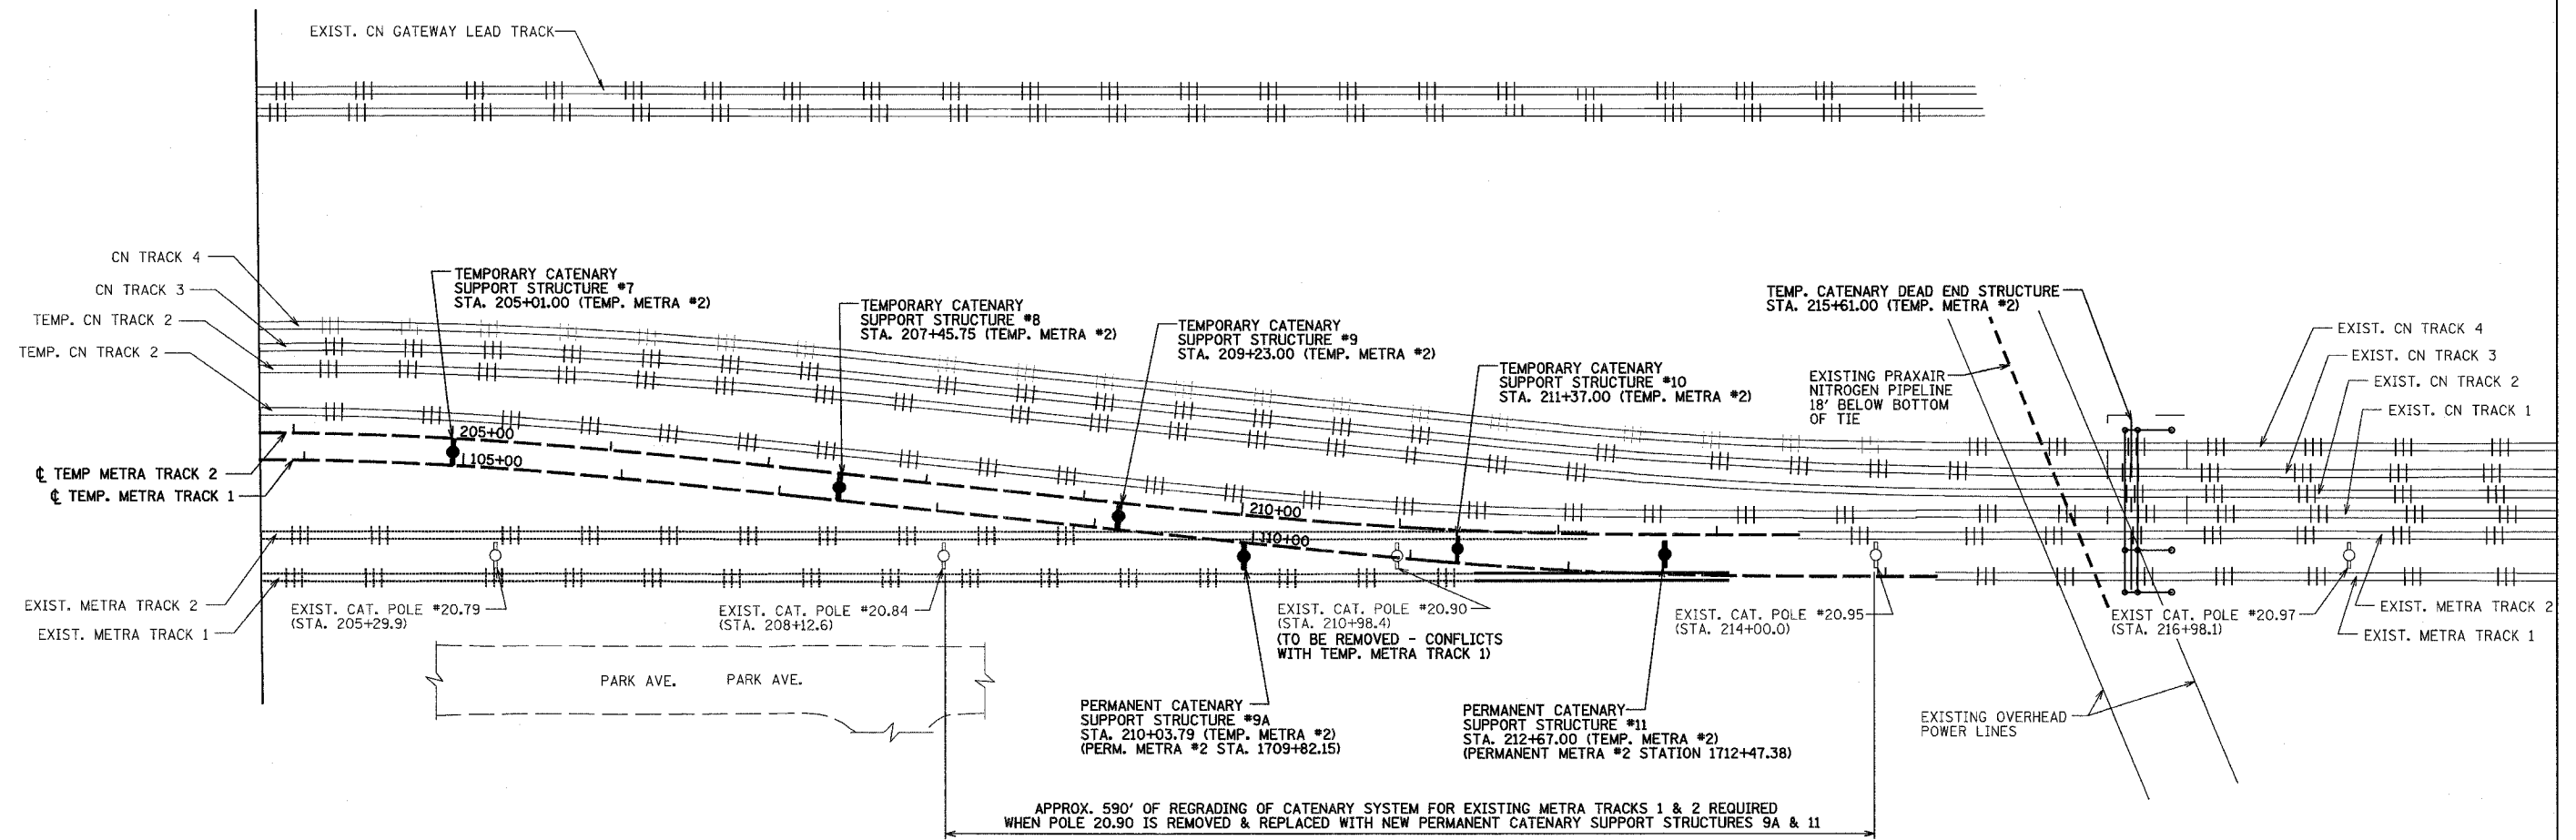 EXIST. CN GATEWAY LEAD TRACK
CN TRACK 4
CN TRACK 3
TEMP. CN TRACK 2
TEMP. CN TRACK 2
℄ TEMP METRA TRACK 2
℄ TEMP. METRA TRACK 1
EXIST. METRA TRACK 2
EXIST. METRA TRACK 1
TEMPORARY CATENARY
SUPPORT STRUCTURE #7
STA. 205+01.00 (TEMP. METRA #2)
TEMPORARY CATENARY
SUPPORT STRUCTURE #8
STA. 207+45.75 (TEMP. METRA #2)
TEMPORARY CATENARY
SUPPORT STRUCTURE #9
STA. 209+23.00 (TEMP. METRA #2)
TEMPORARY CATENARY
SUPPORT STRUCTURE #10
STA. 211+37.00 (TEMP. METRA #2)
TEMP. CATENARY DEAD END STRUCTURE
STA. 215+61.00 (TEMP. METRA #2)
EXISTING PRAXAIR
NITROGEN PIPELINE
18' BELOW BOTTOM
OF TIE
EXIST. CN TRACK 4
EXIST. CN TRACK 3
EXIST. CN TRACK 2
EXIST. CN TRACK 1
205+00
105+00
210+00
110+00
EXIST. CAT. POLE #20.79
(STA. 205+29.9)
EXIST. CAT. POLE #20.84
(STA. 208+12.6)
EXIST. CAT. POLE #20.90
(STA. 210+98.4)
(TO BE REMOVED - CONFLICTS
WITH TEMP. METRA TRACK 1)
EXIST. CAT. POLE #20.95
(STA. 214+00.0)
EXIST CAT. POLE #20.97
(STA. 216+98.1)
EXIST. METRA TRACK 2
EXIST. METRA TRACK 1
PARK AVE. PARK AVE.
PERMANENT CATENARY
SUPPORT STRUCTURE #9A
STA. 210+03.79 (TEMP. METRA #2)
(PERM. METRA #2 STA. 1709+82.15)
PERMANENT CATENARY
SUPPORT STRUCTURE #11
STA. 212+67.00 (TEMP. METRA #2)
(PERMANENT METRA #2 STATION 1712+47.38)
EXISTING OVERHEAD
POWER LINES
APPROX. 590' OF REGRADING OF CATENARY SYSTEM FOR EXISTING METRA TRACKS 1 & 2 REQUIRED
WHEN POLE 20.90 IS REMOVED & REPLACED WITH NEW PERMANENT CATENARY SUPPORT STRUCTURES 9A & 11